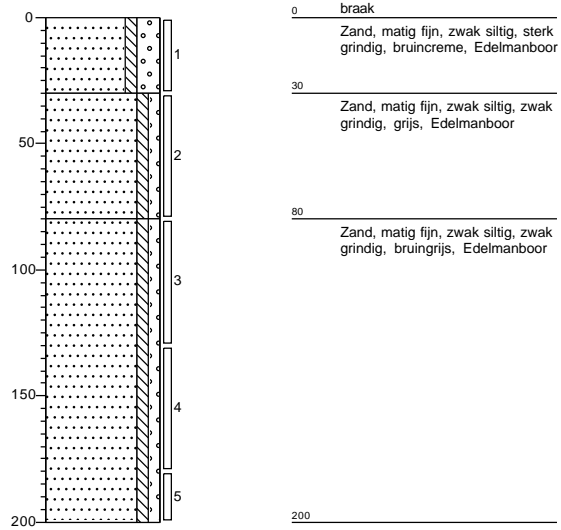 0
50
100
150
200
1
2
3
4
5
0 braak
Zand, matig fijn, zwak siltig, sterk
grindig, bruincreme, Edelmanboor
30
Zand, matig fijn, zwak siltig, zwak
grindig, grijs, Edelmanboor
80
Zand, matig fijn, zwak siltig, zwak
grindig, bruingrijs, Edelmanboor
200